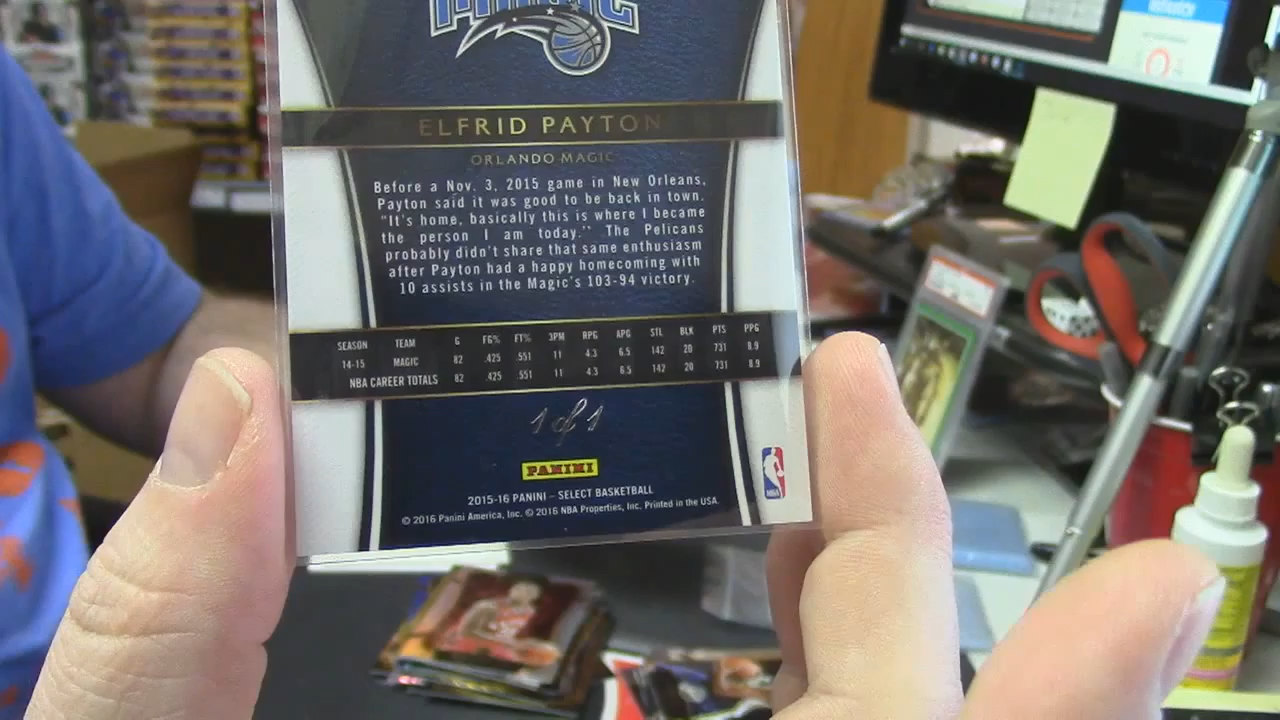 MAGIC
ELFRID PAYTON
ORLANDO MAGIC
Before a Nov. 3, 2015 game in New Orleans,
Payton said it was good to be back in town.
"It's home, basically this is where I became
the person I am today." The Pelicans
probably didn't share that same enthusiasm
after Payton had a happy homecoming with
10 assists in the Magic's 103-94 victory.
SEASON TEAM G FG% FT% 3PM RPG APG STL BLK PTS PPG
14-15 MAGIC 82 .425 .551 11 4.3 6.5 142 20 731 8.9
NBA CAREER TOTALS 82 .425 .551 11 4.3 6.5 142 20 731 8.9
1 of 1
PANINI
NBA
2015-16 PANINI – SELECT BASKETBALL
© 2016 Panini America, Inc. © 2016 NBA Properties, Inc. Printed in the USA.